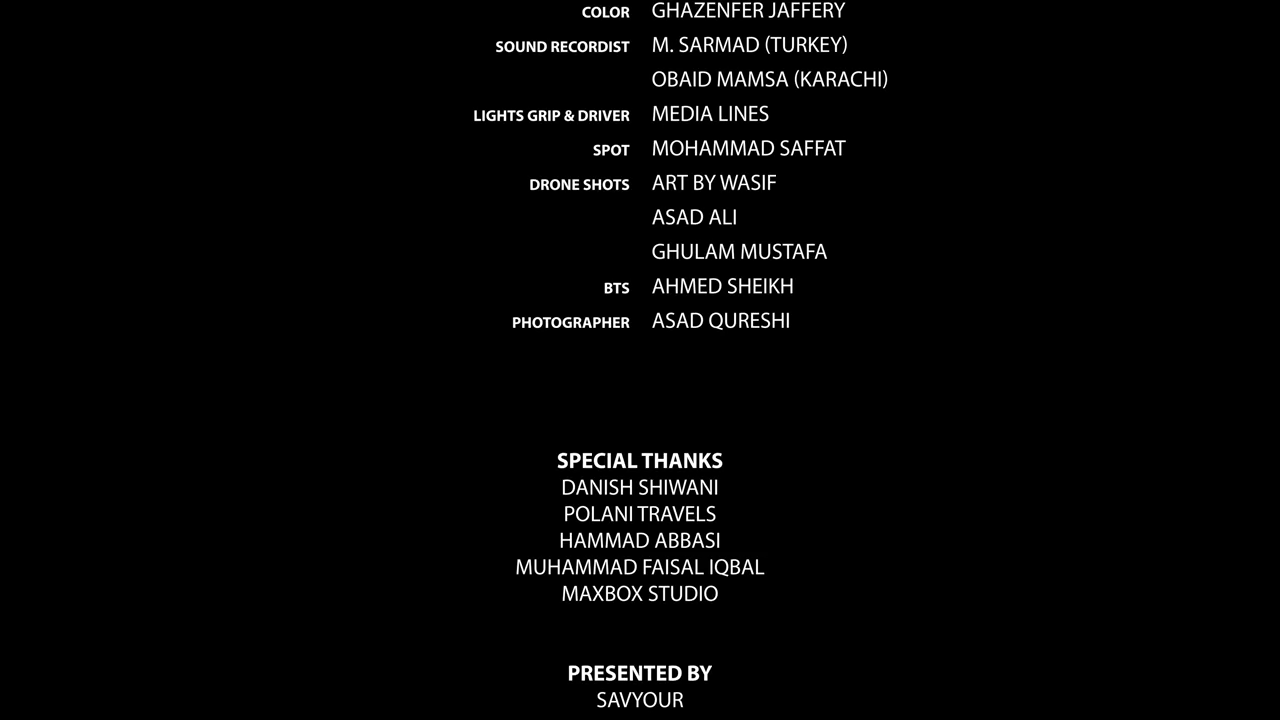 COLOR GHAZENFER JAFFERY
SOUND RECORDIST M. SARMAD (TURKEY)
OBAID MAMSA (KARACHI)
LIGHTS GRIP & DRIVER MEDIA LINES
SPOT MOHAMMAD SAFFAT
DRONE SHOTS ART BY WASIF
ASAD ALI
GHULAM MUSTAFA
BTS AHMED SHEIKH
PHOTOGRAPHER ASAD QURESHI
SPECIAL THANKS
DANISH SHIWANI
POLANI TRAVELS
HAMMAD ABBASI
MUHAMMAD FAISAL IQBAL
MAXBOX STUDIO
PRESENTED BY
SAVYOUR